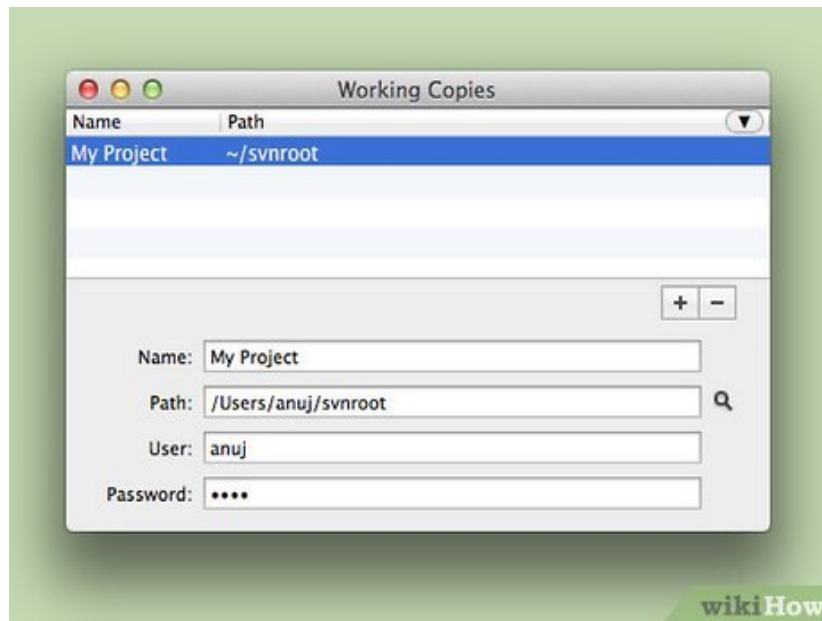 Working Copies
Name Path
My Project ~/svnroot
Name: My Project
Path: /Users/anuj/svnroot
User: anuj
Password: ••••
wikiHow